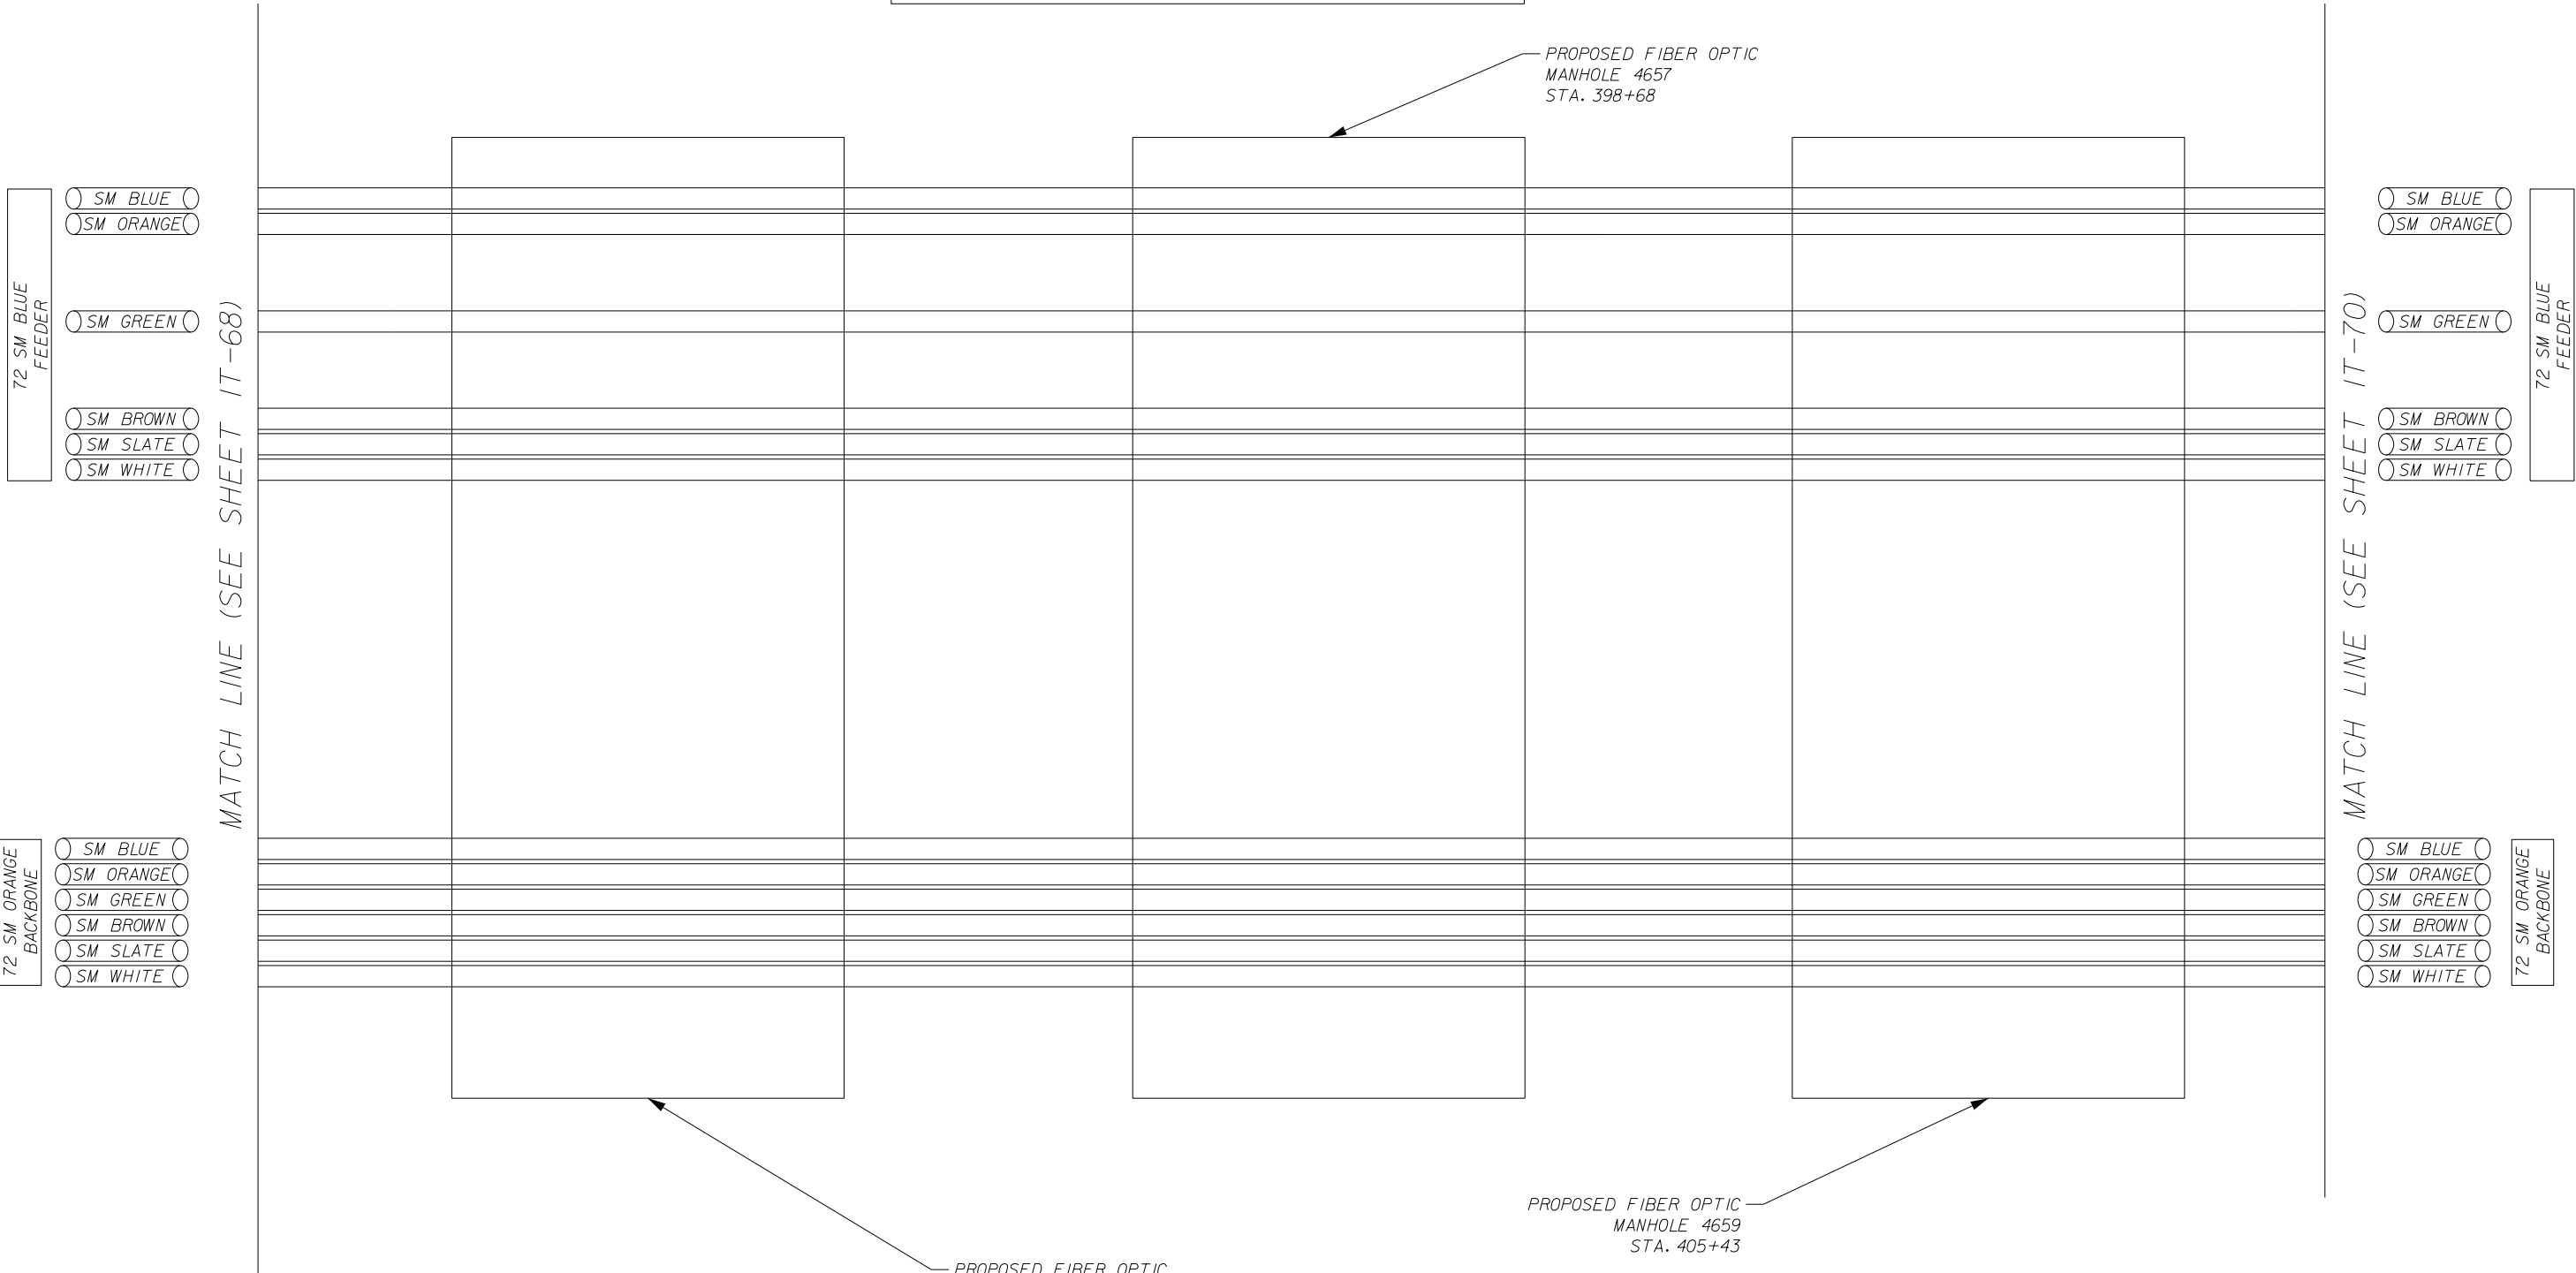 PROPOSED FIBER OPTIC
MANHOLE 4657
STA. 398+68
72 SM BLUE
FEEDER
SM BLUE
SM ORANGE
SM GREEN
SM BROWN
SM SLATE
SM WHITE
MATCH LINE (SEE SHEET IT-68)
72 SM ORANGE
BACKBONE
SM BLUE
SM ORANGE
SM GREEN
SM BROWN
SM SLATE
SM WHITE
MATCH LINE (SEE SHEET IT-70)
SM BLUE
SM ORANGE
SM GREEN
SM BROWN
SM SLATE
SM WHITE
72 SM BLUE
FEEDER
SM BLUE
SM ORANGE
SM GREEN
SM BROWN
SM SLATE
SM WHITE
72 SM ORANGE
BACKBONE
PROPOSED FIBER OPTIC
MANHOLE 4659
STA. 405+43
PROPOSED FIBER OPTIC